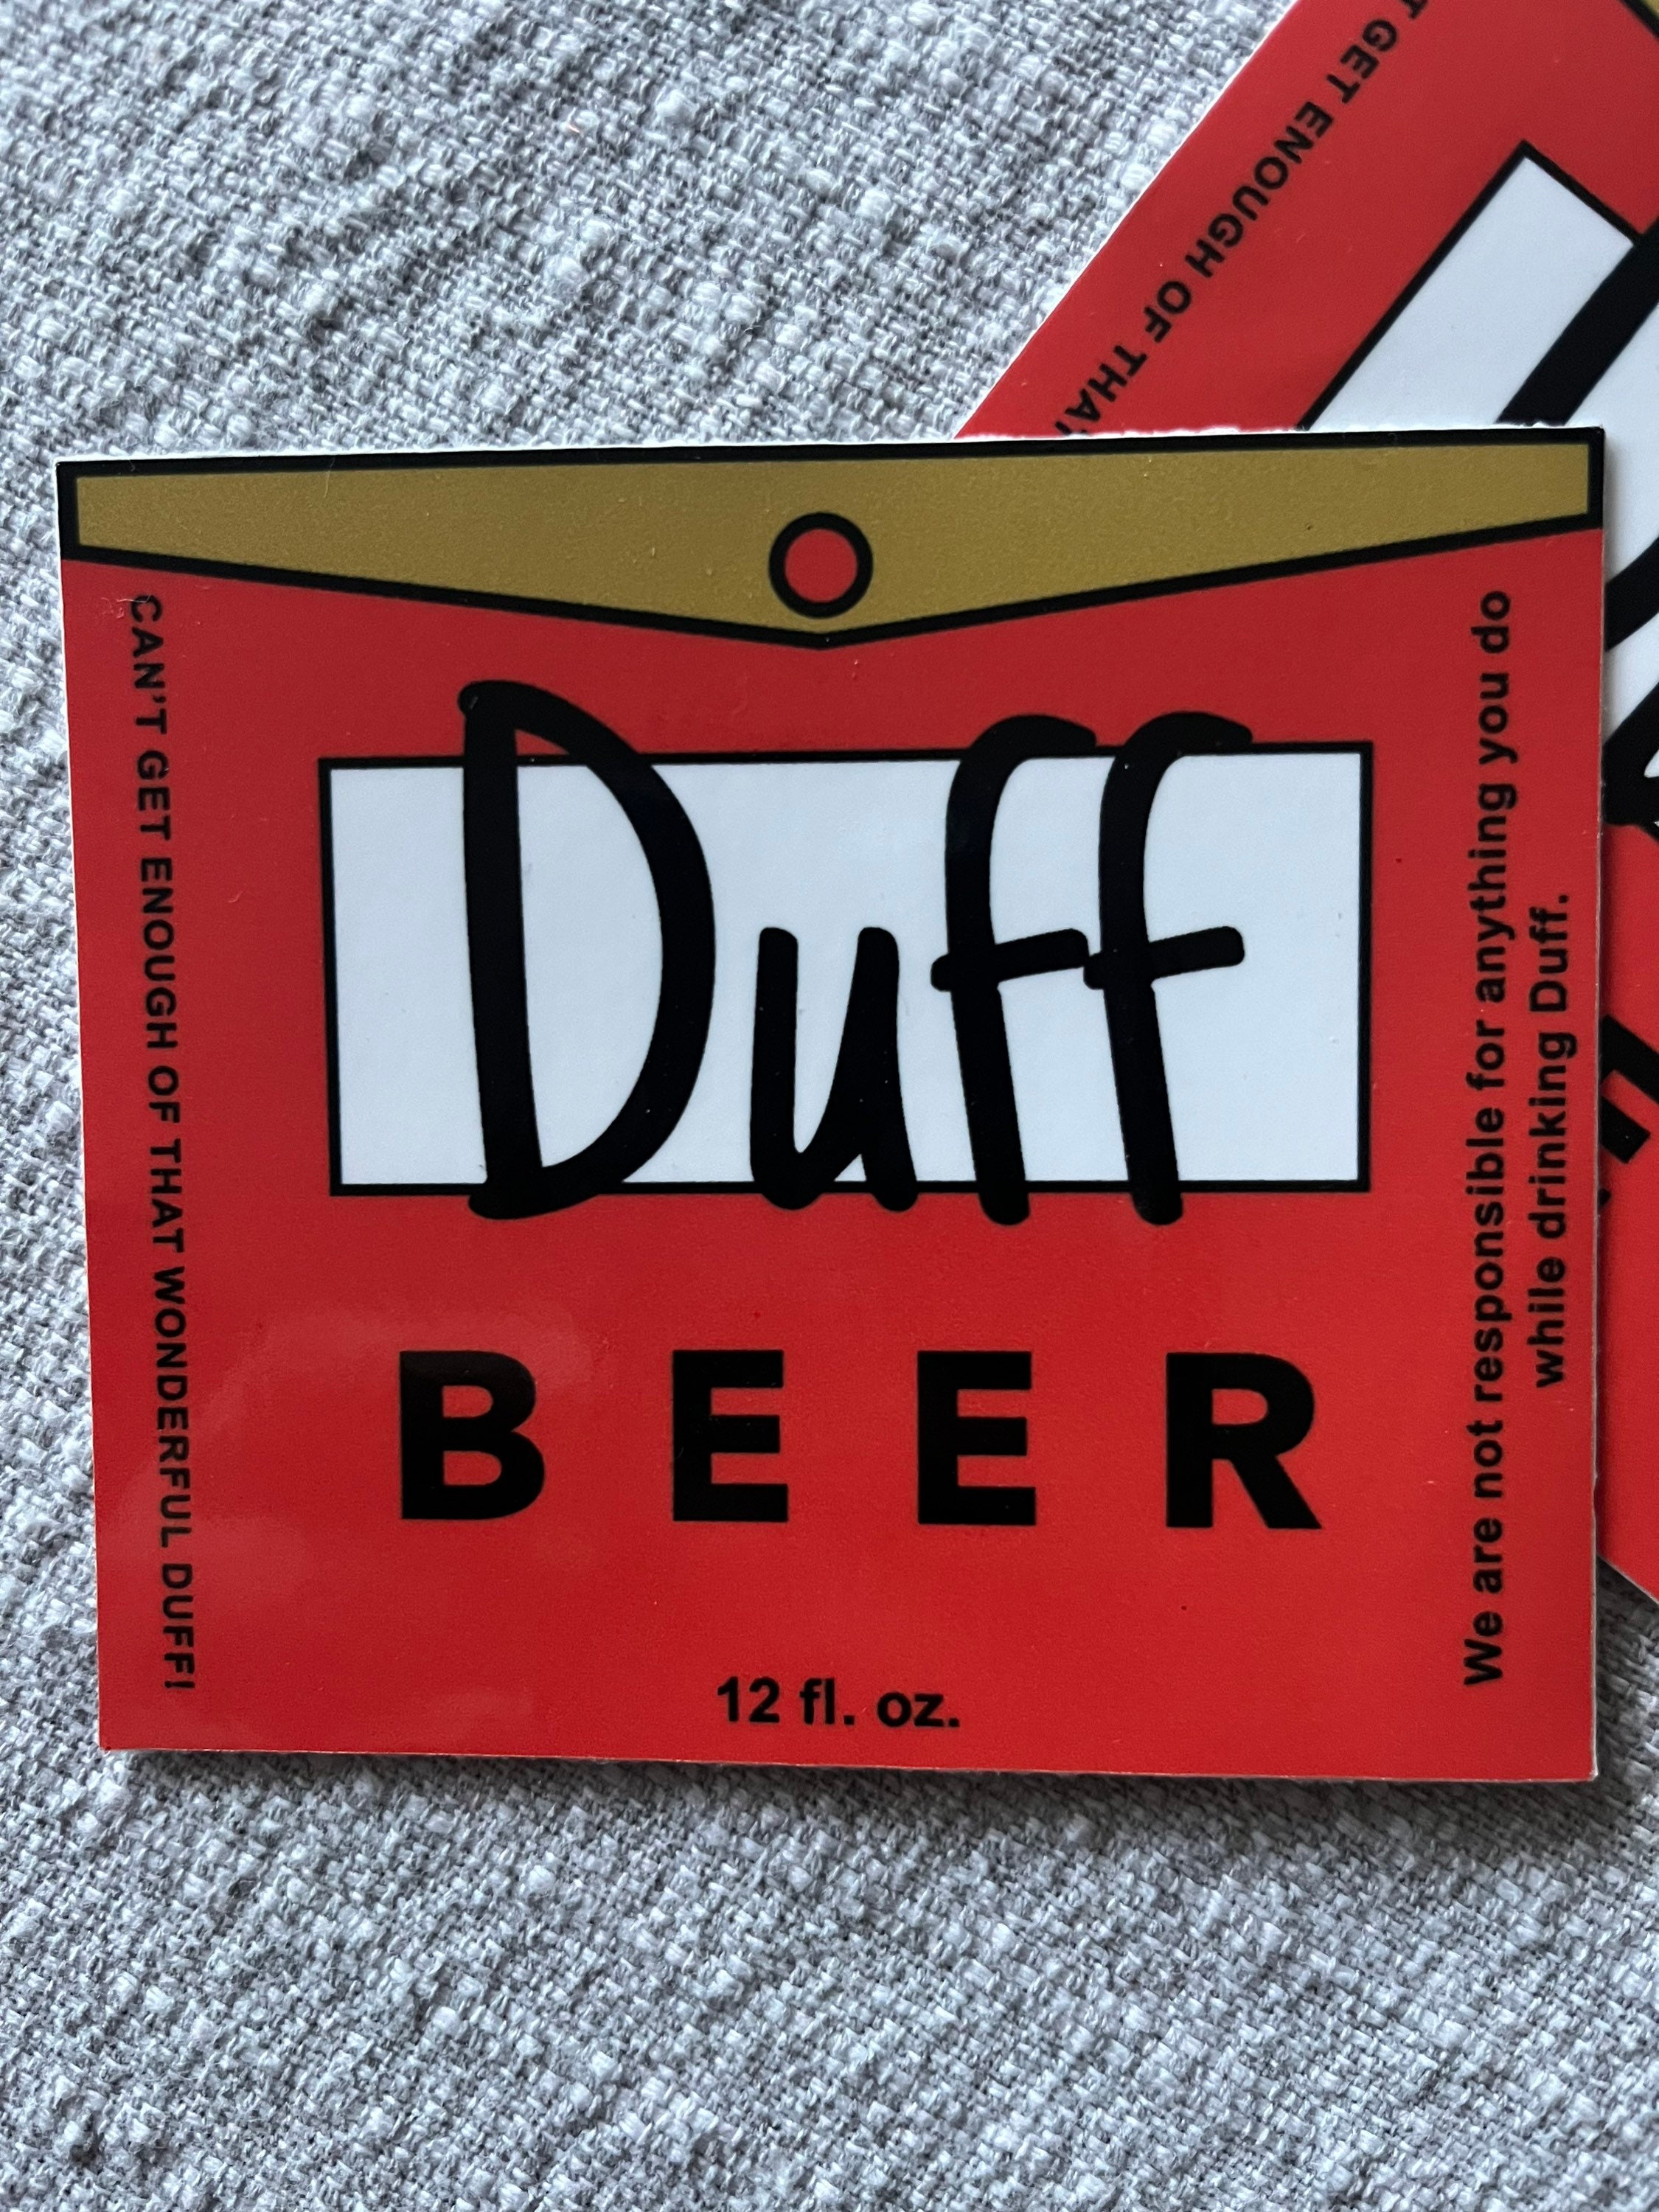 Duff
BEER
12 fl. oz.
CAN'T GET ENOUGH OF THAT WONDERFUL DUFF!
We are not responsible for anything you do
while drinking Duff.
GET ENOUGH OF THAT